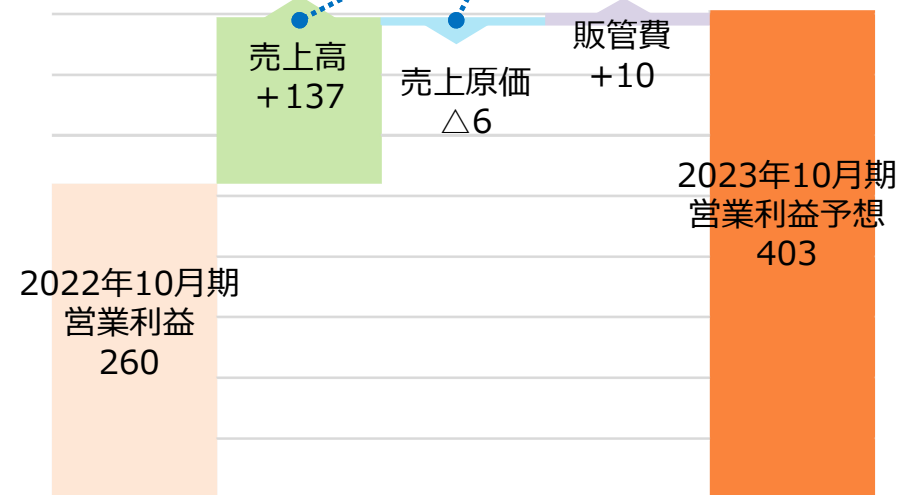 売上高
＋137
売上原価
△6
販管費
+10
2023年10月期
営業利益予想
403
2022年10月期
営業利益
260